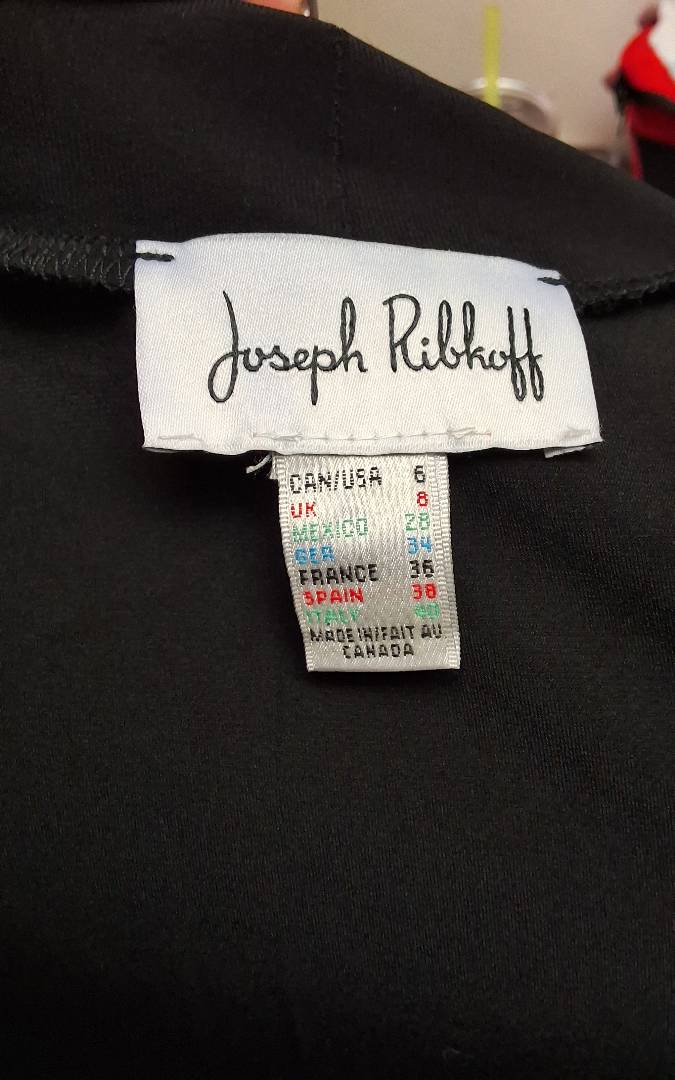 Joseph Ribkoff
CAN/USA 6
UK 8
MEXICO 28
GER 34
FRANCE 36
SPAIN 38
ITALY 40
MADE IN/FAIT AU
CANADA